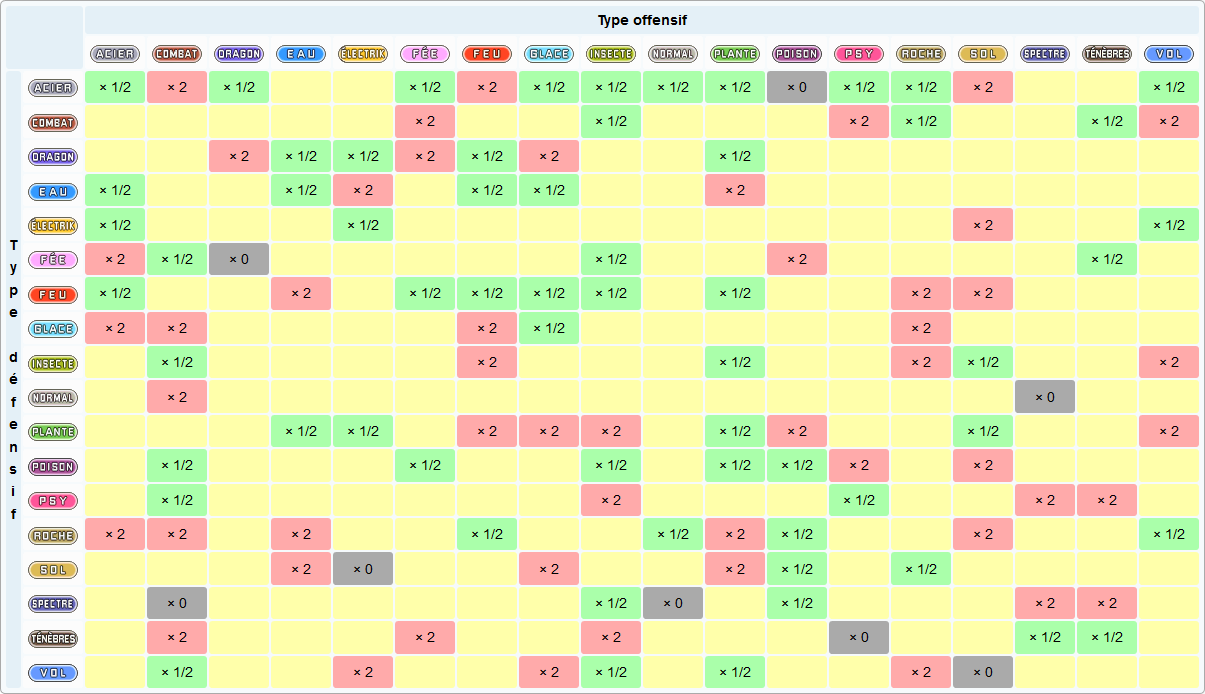 Type offensif
ACIER COMBAT DRAGON EAU ÉLECTRIK FÉE FEU GLACE INSECTE NORMAL PLANTE POISON PSY ROCHE SOL SPECTRE TÉNÈBRES VOL
Type défensif
ACIER × 1/2 × 2 × 1/2 × 1/2 × 2 × 1/2 × 1/2 × 1/2 × 1/2 × 0 × 1/2 × 1/2 × 2 × 1/2
COMBAT × 2 × 1/2 × 2 × 1/2 × 1/2 × 2
DRAGON × 2 × 1/2 × 1/2 × 2 × 1/2 × 2 × 1/2
EAU × 1/2 × 1/2 × 2 × 1/2 × 1/2 × 2
ÉLECTRIK × 1/2 × 1/2 × 2 × 1/2
FÉE × 2 × 1/2 × 0 × 1/2 × 2 × 1/2
FEU × 1/2 × 2 × 1/2 × 1/2 × 1/2 × 1/2 × 1/2 × 2 × 2
GLACE × 2 × 2 × 2 × 1/2 × 2
INSECTE × 1/2 × 2 × 1/2 × 2 × 1/2 × 2
NORMAL × 2 × 0
PLANTE × 1/2 × 1/2 × 2 × 2 × 2 × 1/2 × 2 × 1/2 × 2
POISON × 1/2 × 1/2 × 1/2 × 1/2 × 1/2 × 2 × 2
PSY × 1/2 × 2 × 1/2 × 2 × 2
ROCHE × 2 × 2 × 2 × 1/2 × 1/2 × 2 × 1/2 × 2 × 1/2
SOL × 2 × 0 × 2 × 2 × 1/2 × 1/2
SPECTRE × 0 × 1/2 × 0 × 1/2 × 2 × 2
TÉNÈBRES × 2 × 2 × 2 × 0 × 1/2 × 1/2
VOL × 1/2 × 2 × 2 × 1/2 × 1/2 × 2 × 0